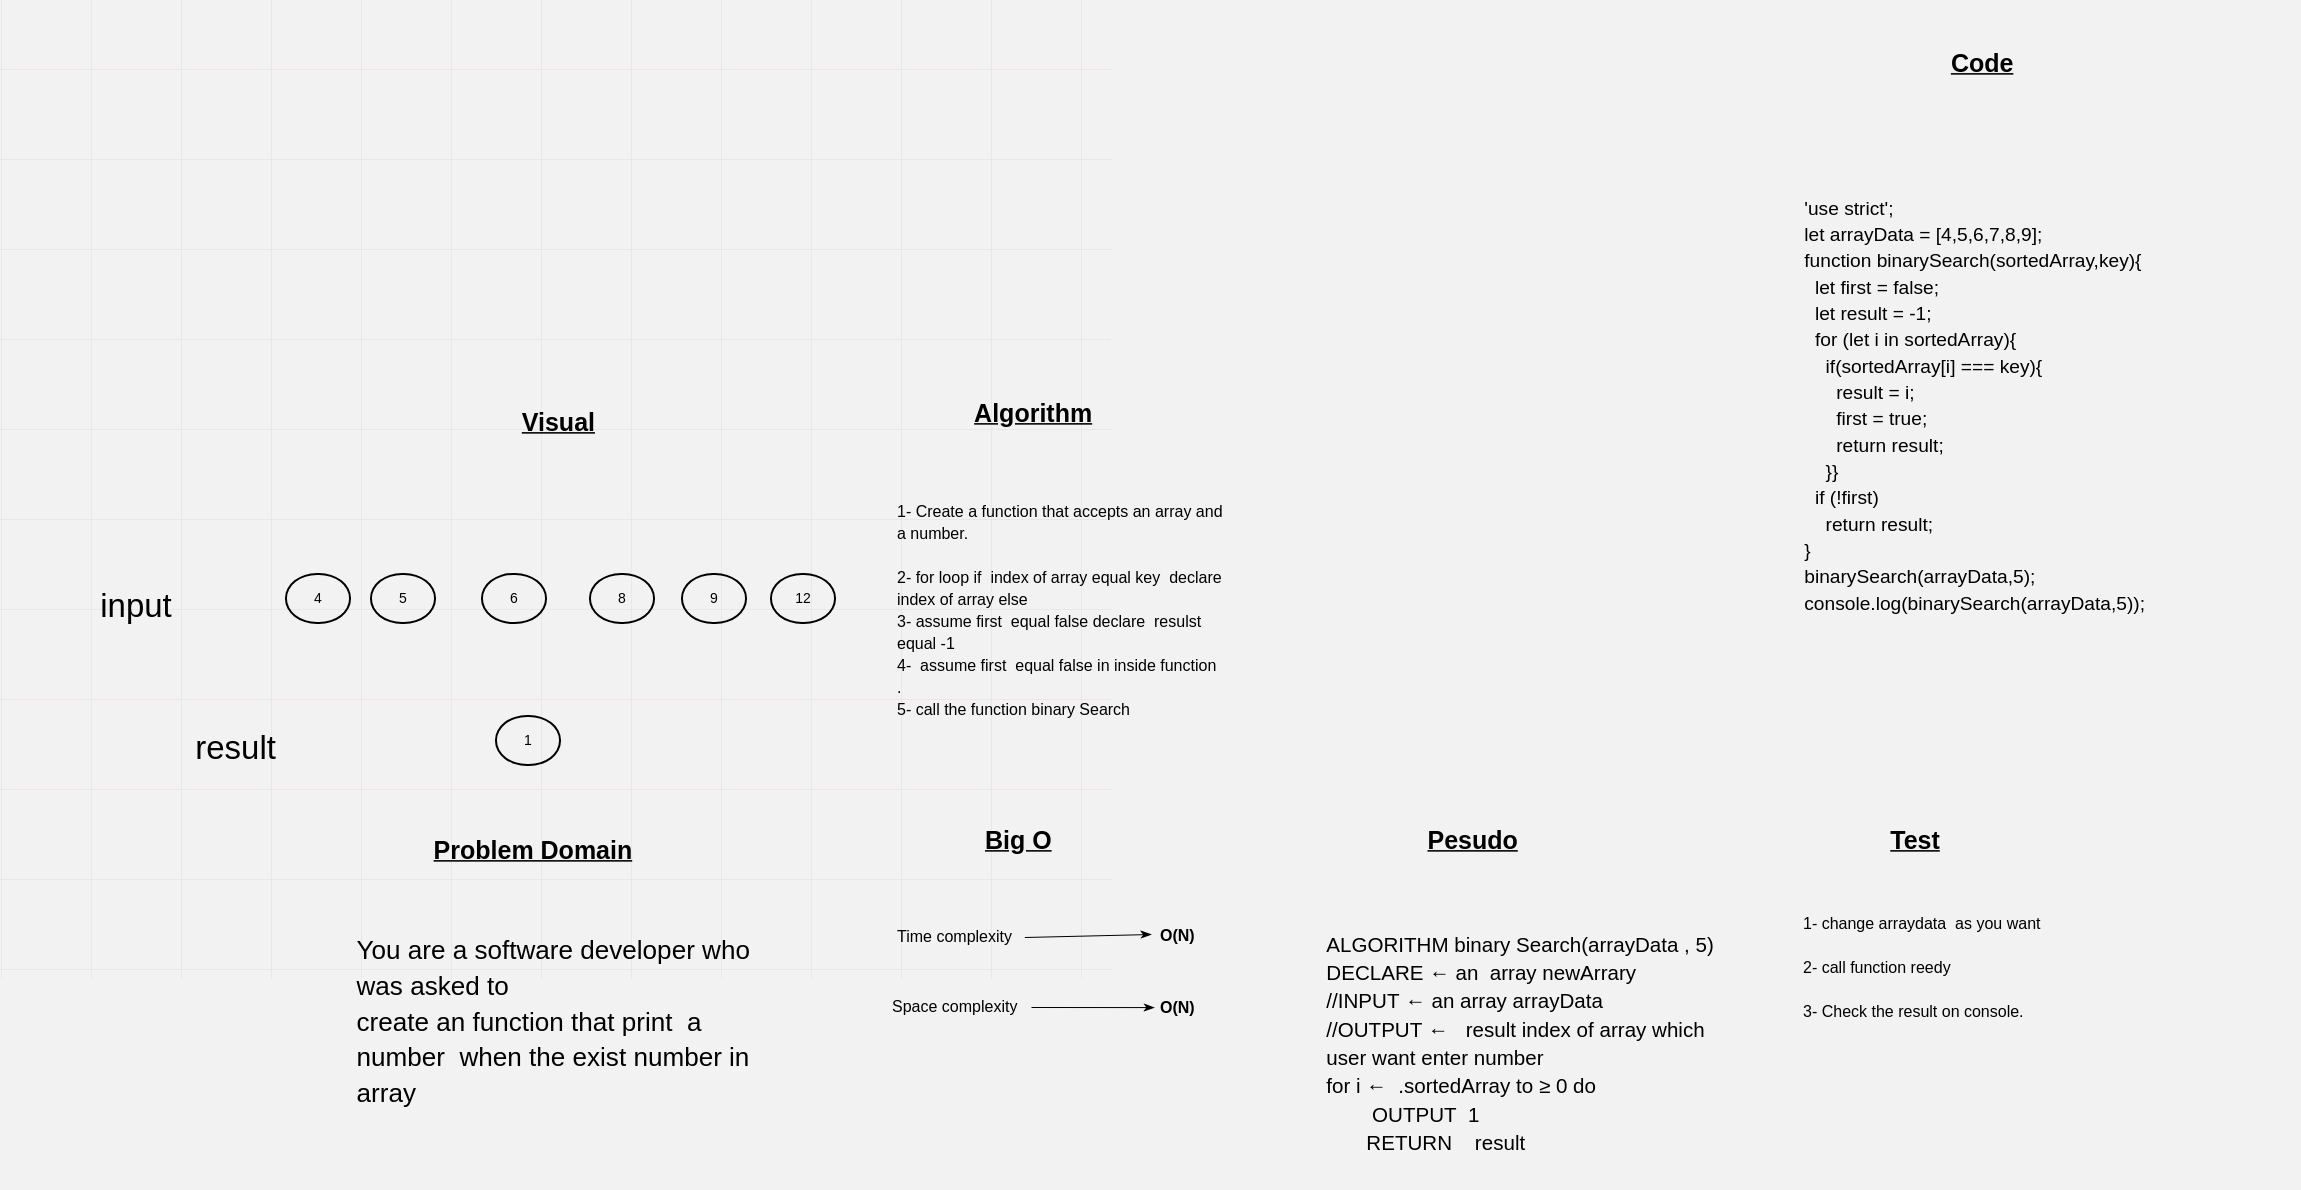 Code
'use strict';
let arrayData = [4,5,6,7,8,9];
function binarySearch(sortedArray,key){
let first = false;
let result = -1;
for (let i in sortedArray){
if(sortedArray[i] === key){
result = i;
first = true;
return result;
}}
if (!first)
return result;
}
binarySearch(arrayData,5);
console.log(binarySearch(arrayData,5));
Visual
input
4 5 6 8 9 12
result
1
Algorithm
1- Create a function that accepts an array and
a number.
2- for loop if index of array equal key declare
index of array else
3- assume first equal false declare resulst
equal -1
4- assume first equal false in inside function
.
5- call the function binary Search
Problem Domain
You are a software developer who
was asked to
create an function that print a
number when the exist number in
array
Big O
Time complexity → O(N)
Space complexity → O(N)
Pesudo
ALGORITHM binary Search(arrayData , 5)
DECLARE ← an array newArrary
//INPUT ← an array arrayData
//OUTPUT ← result index of array which
user want enter number
for i ← .sortedArray to ≥ 0 do
OUTPUT 1
RETURN result
Test
1- change arraydata as you want
2- call function reedy
3- Check the result on console.